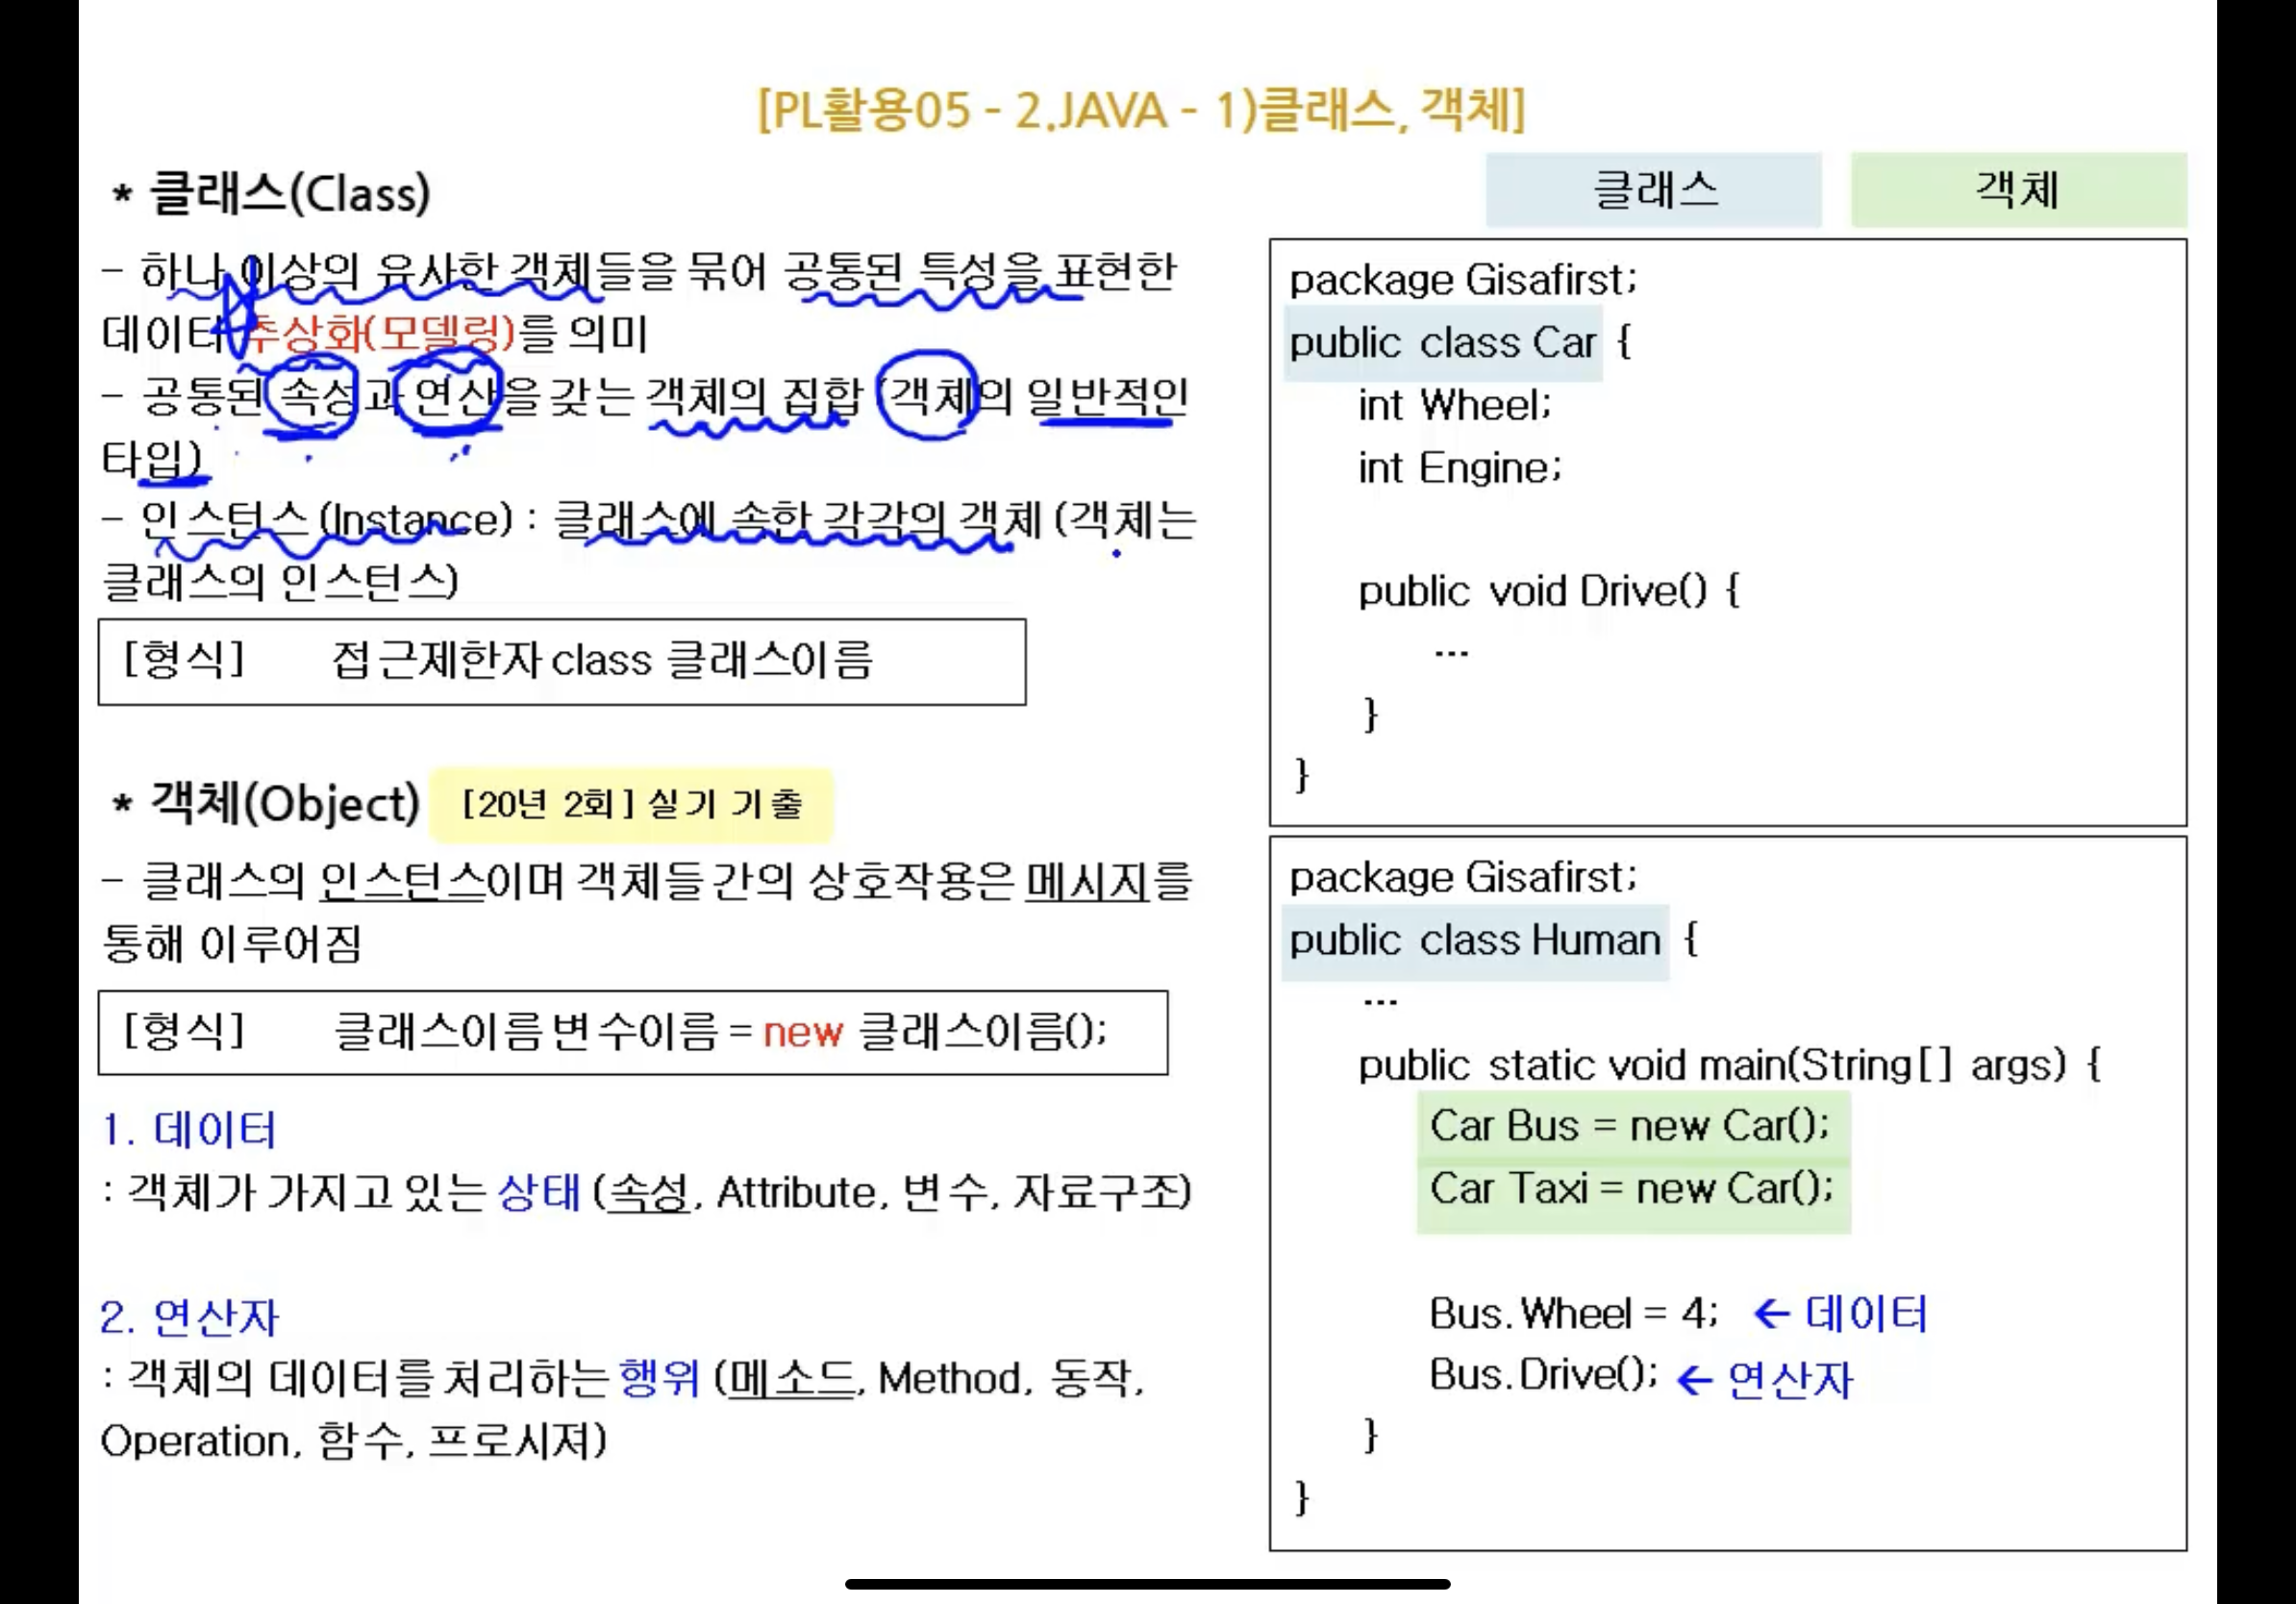 [PL활용05 - 2.JAVA - 1)클래스, 객체]
* 클래스(Class)
- 하나 이상의 유사한 객체들을 묶어 공통된 특성을 표현한
데이터 추상화(모델링)를 의미
- 공통된 속성과 연산을 갖는 객체의 집합 (객체의 일반적인
타입)
- 인스턴스(Instance) : 클래스에 속한 각각의 객체 (객체는
클래스의 인스턴스)
[형식] 접근제한자 class 클래스이름
* 객체(Object) [20년 2회] 실기 기출
- 클래스의 인스턴스이며 객체들 간의 상호작용은 메시지를
통해 이루어짐
[형식] 클래스이름 변수이름 = new 클래스이름();
1. 데이터
: 객체가 가지고 있는 상태 (속성, Attribute, 변수, 자료구조)
2. 연산자
: 객체의 데이터를 처리하는 행위 (메소드, Method, 동작,
Operation, 함수, 프로시져)
클래스 객체
package Gisafirst;
public class Car {
int Wheel;
int Engine;
public void Drive() {
...
}
}
package Gisafirst;
public class Human {
...
public static void main(String[] args) {
Car Bus = new Car();
Car Taxi = new Car();
Bus.Wheel = 4; ← 데이터
Bus.Drive(); ← 연산자
}
}